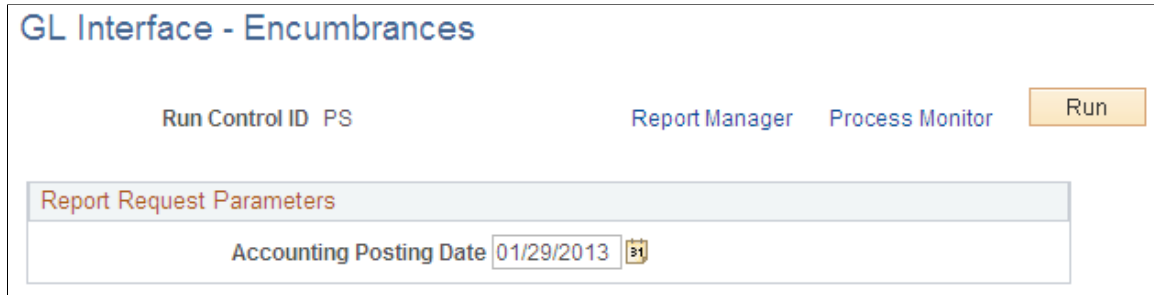 GL Interface - Encumbrances
Run Control ID PS Report Manager Process Monitor Run
Report Request Parameters
Accounting Posting Date 01/29/2013 31